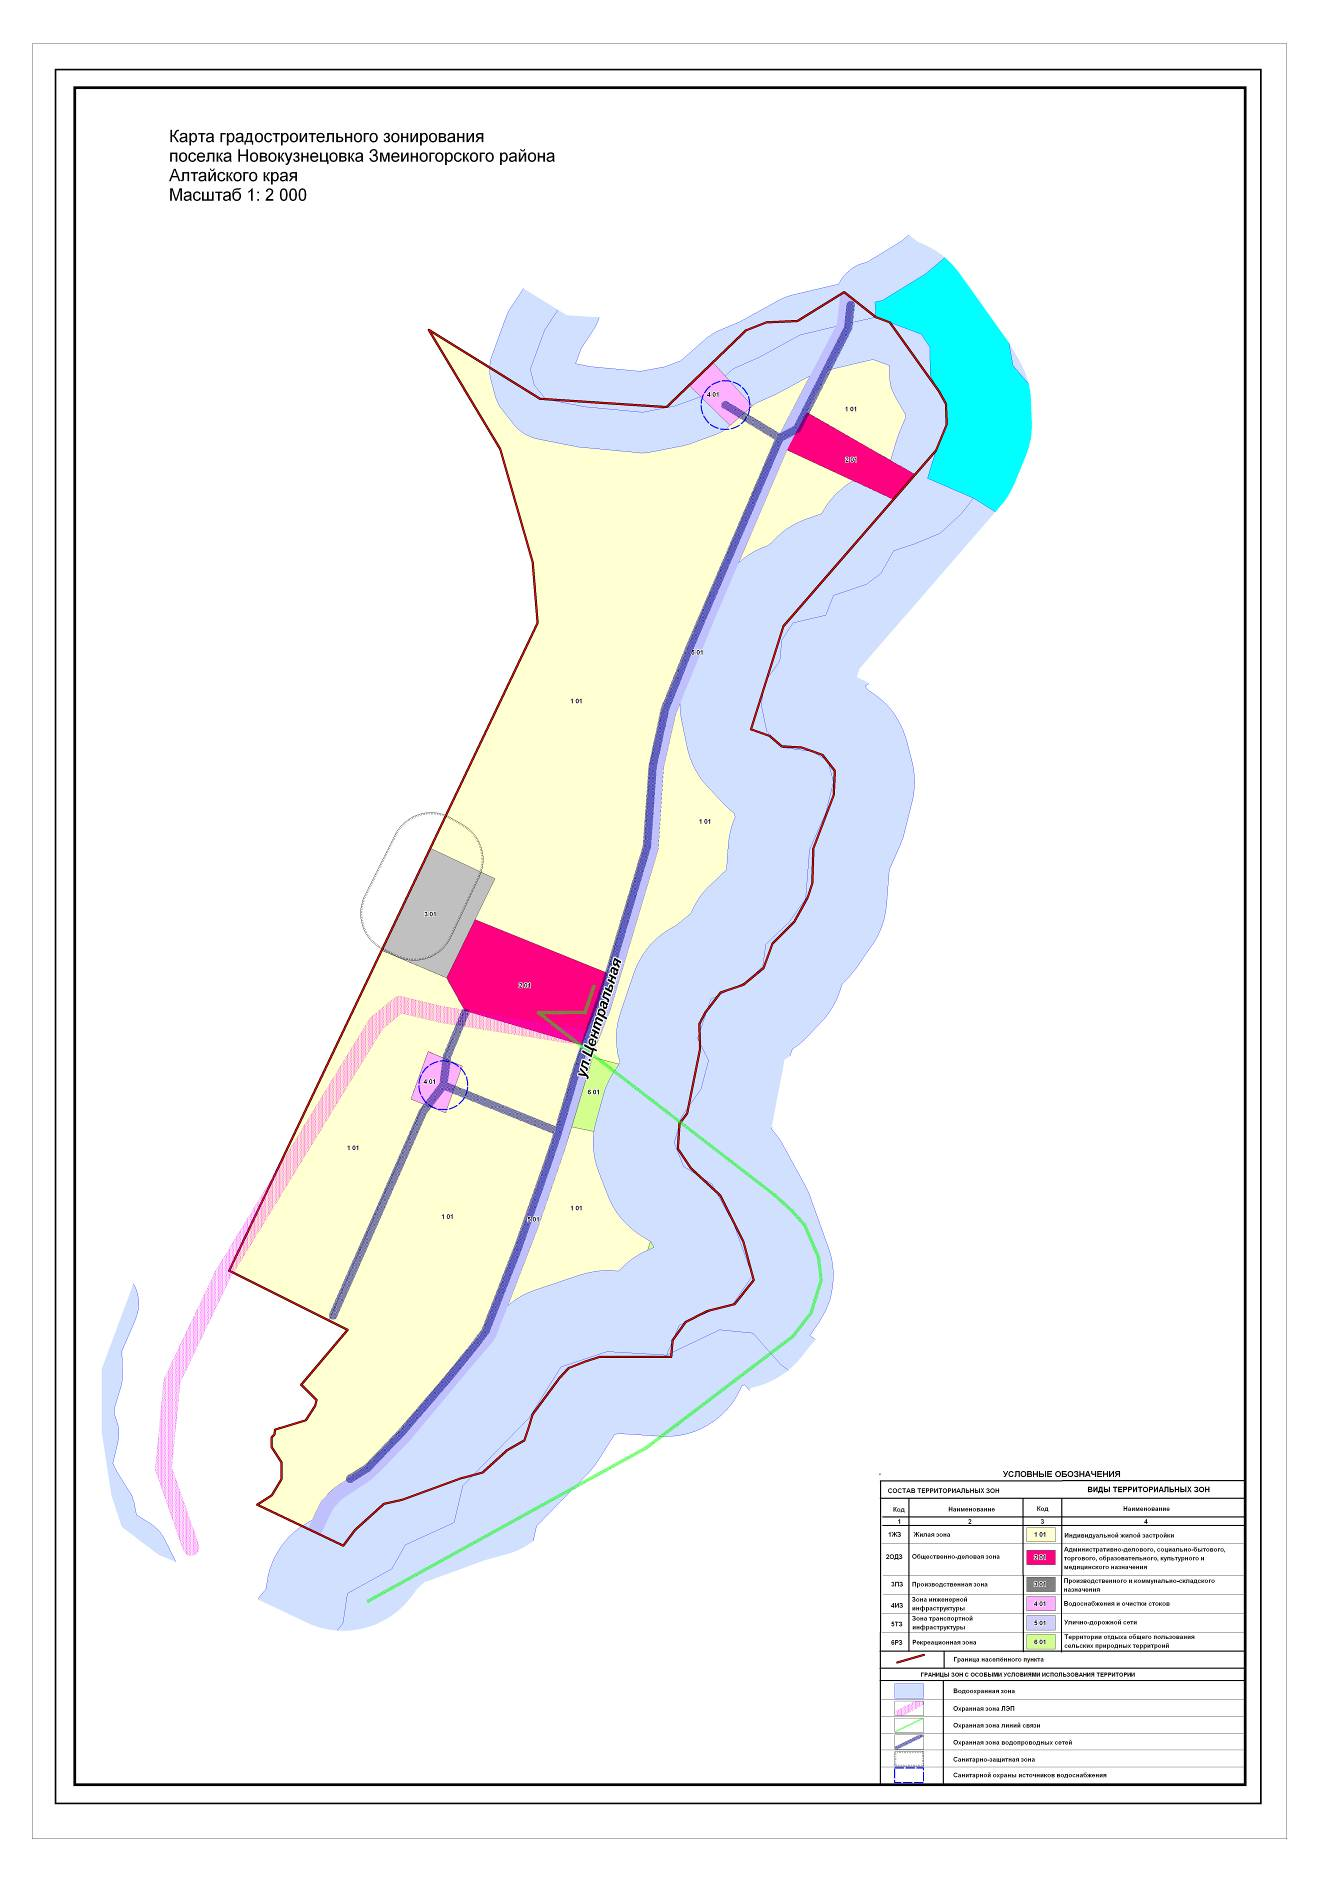 Карта градостроительного зонирования
поселка Новокузнецовка Змеиногорского района
Алтайского края
Масштаб 1: 2 000
4 01
1 01
2 01
5 01
1 01
1 01
3 01
2 01
ул.Центральная
4 01
6 01
1 01
1 01
1 01
5 01
УСЛОВНЫЕ ОБОЗНАЧЕНИЯ
СОСТАВ ТЕРРИТОРИАЛЬНЫХ ЗОН
ВИДЫ ТЕРРИТОРИАЛЬНЫХ ЗОН
Код Наименование Код Наименование
1 2 3 4
1ЖЗ Жилая зона 1 01 Индивидуальной жилой застройки
2ОДЗ Общественно-деловая зона 2 01 Административно-делового, социально-бытового,
торгового, образовательного, культурного и
медицинского назначения
3ПЗ Производственная зона 3 01 Производственного и коммунально-складского
назначения
4ИЗ Зона инженерной
инфраструктуры 4 01 Водоснабжения и очистки стоков
5ТЗ Зона транспортной
инфраструктуры 5 01 Улично-дорожной сети
6РЗ Рекреационная зона 6 01 Территории отдыха общего пользования
сельских природных территроий
Граница населённого пункта
ГРАНИЦЫ ЗОН С ОСОБЫМИ УСЛОВИЯМИ ИСПОЛЬЗОВАНИЯ ТЕРРИТОРИИ
Водоохранная зона
Охранная зона ЛЭП
Охранная зона линий связи
Охранная зона водопроводных сетей
Санитарно-защитная зона
Санитарной охраны источников водоснабжения